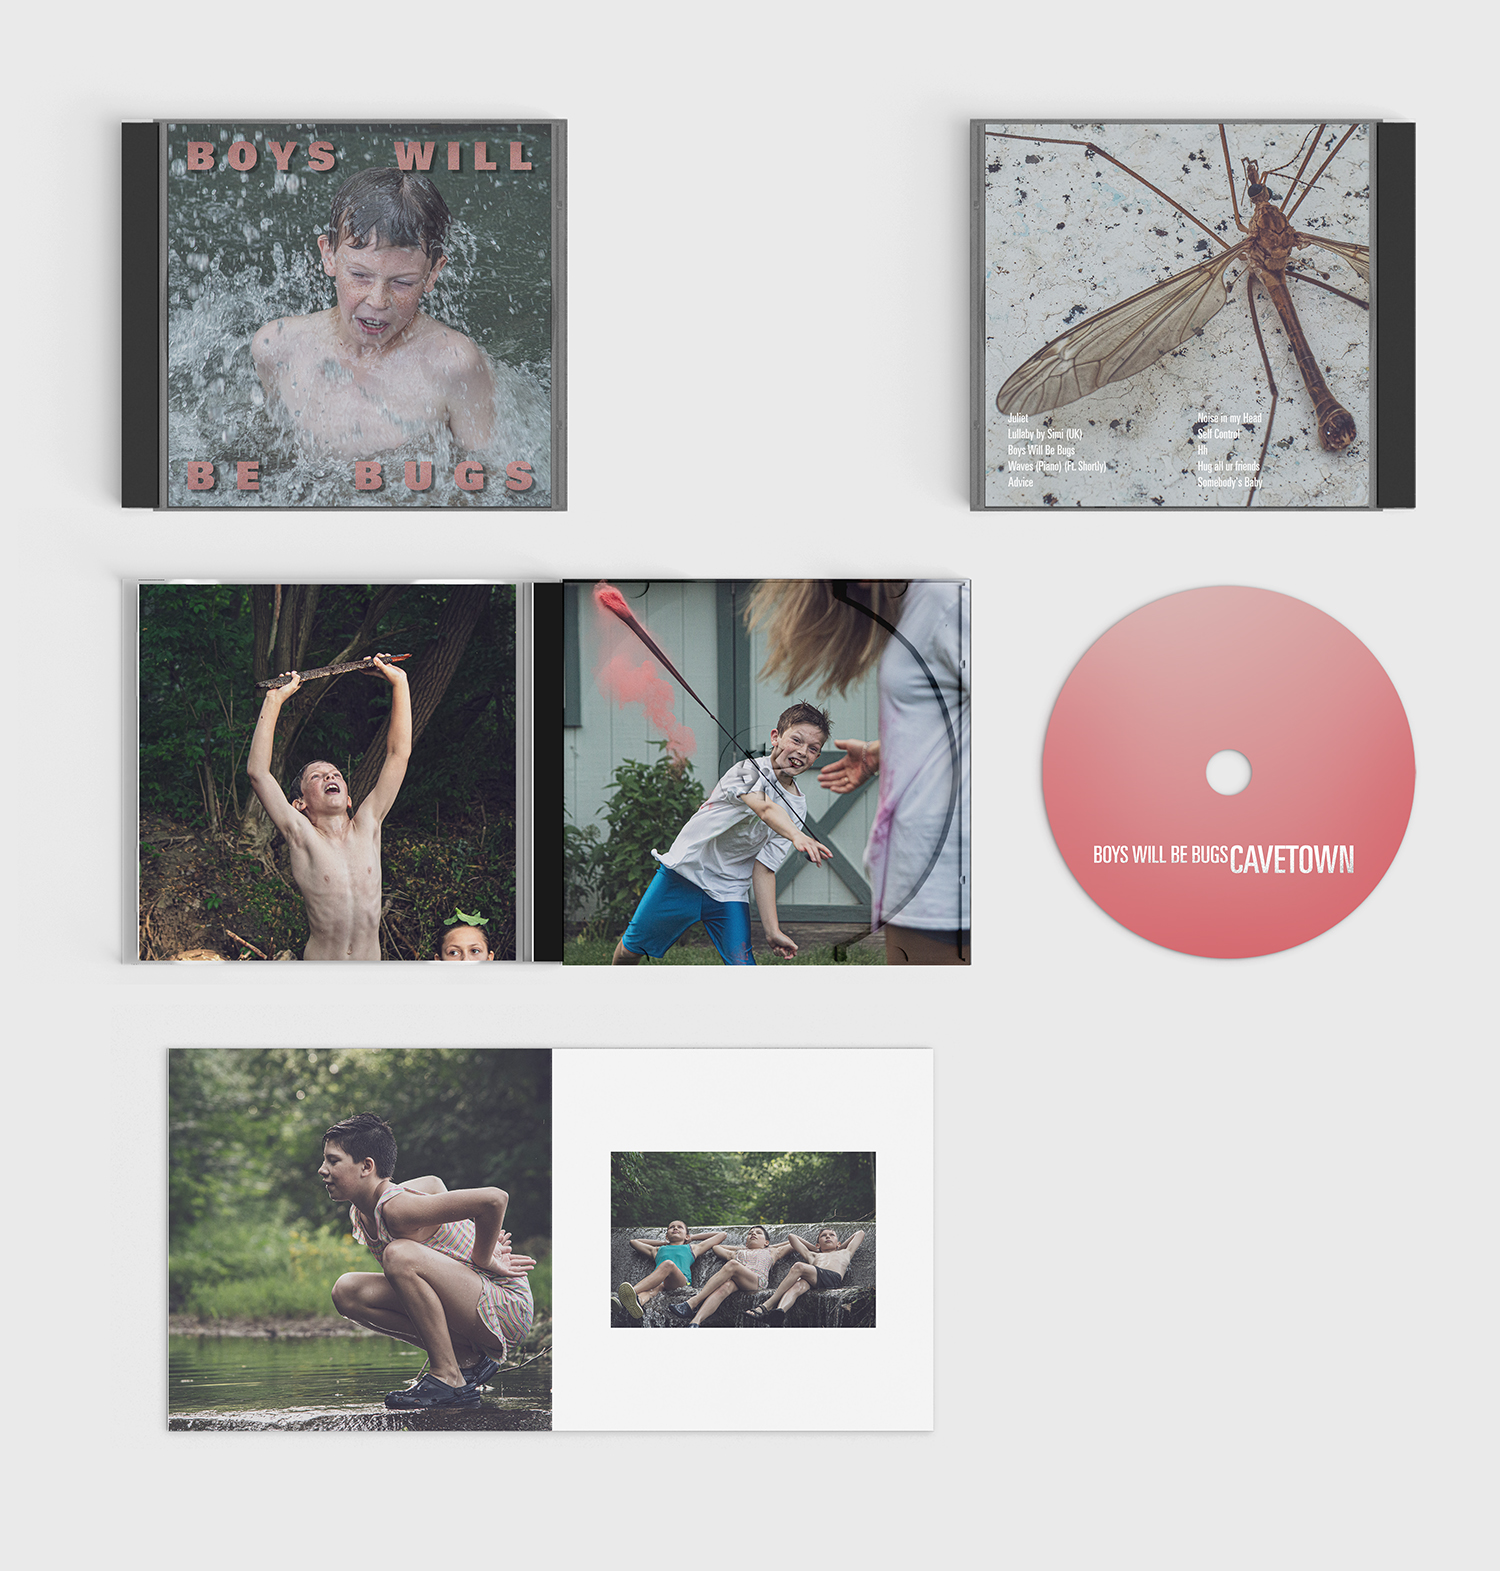 BOYS WILL
BE BUGS
Juliet
Lullaby by Simi (UK)
Boys Will Be Bugs
Waves (Piano) (Ft. Shortly)
Advice
Noise in my Head
Self Control
Hh
Hug all ur friends
Somebody's Baby
BOYS WILL BE BUGS CAVETOWN